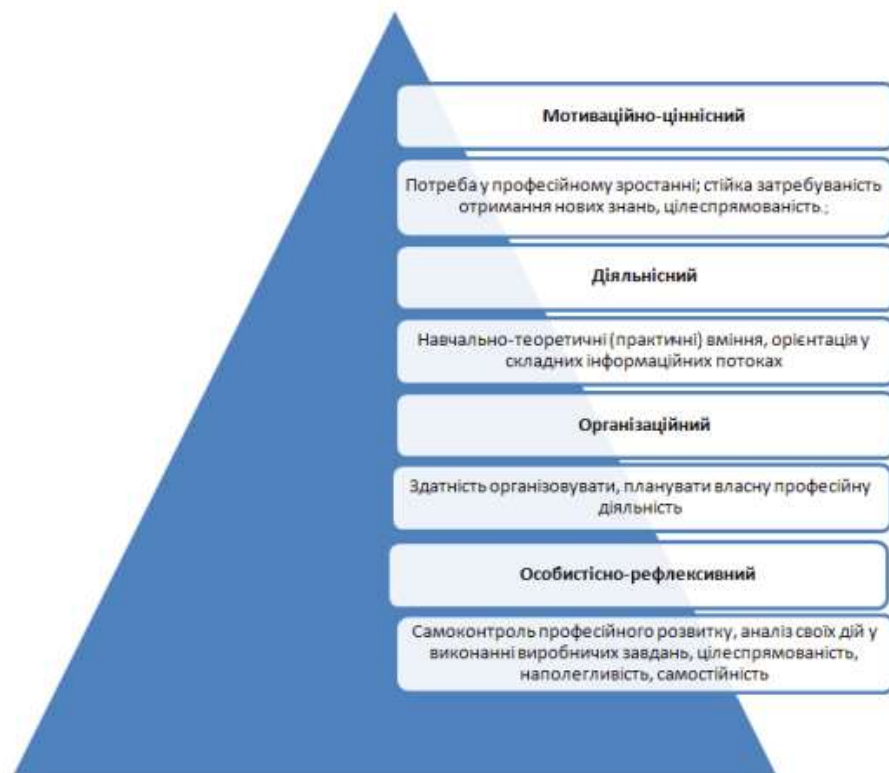 Мотиваційно-ціннісний
Потреба у професійному зростанні; стійка затребуваність
отримання нових знань, цілеспрямованість.;
Діяльнісний
Навчально-теоретичні (практичні) вміння, орієнтація у
складних інформаційних потоках
Організаційний
Здатність організовувати, планувати власну професійну
діяльність
Особистісно-рефлексивний
Самоконтроль професійного розвитку, аналіз своїх дій у
виконанні виробничих завдань, цілеспрямованість,
наполегливість, самостійність